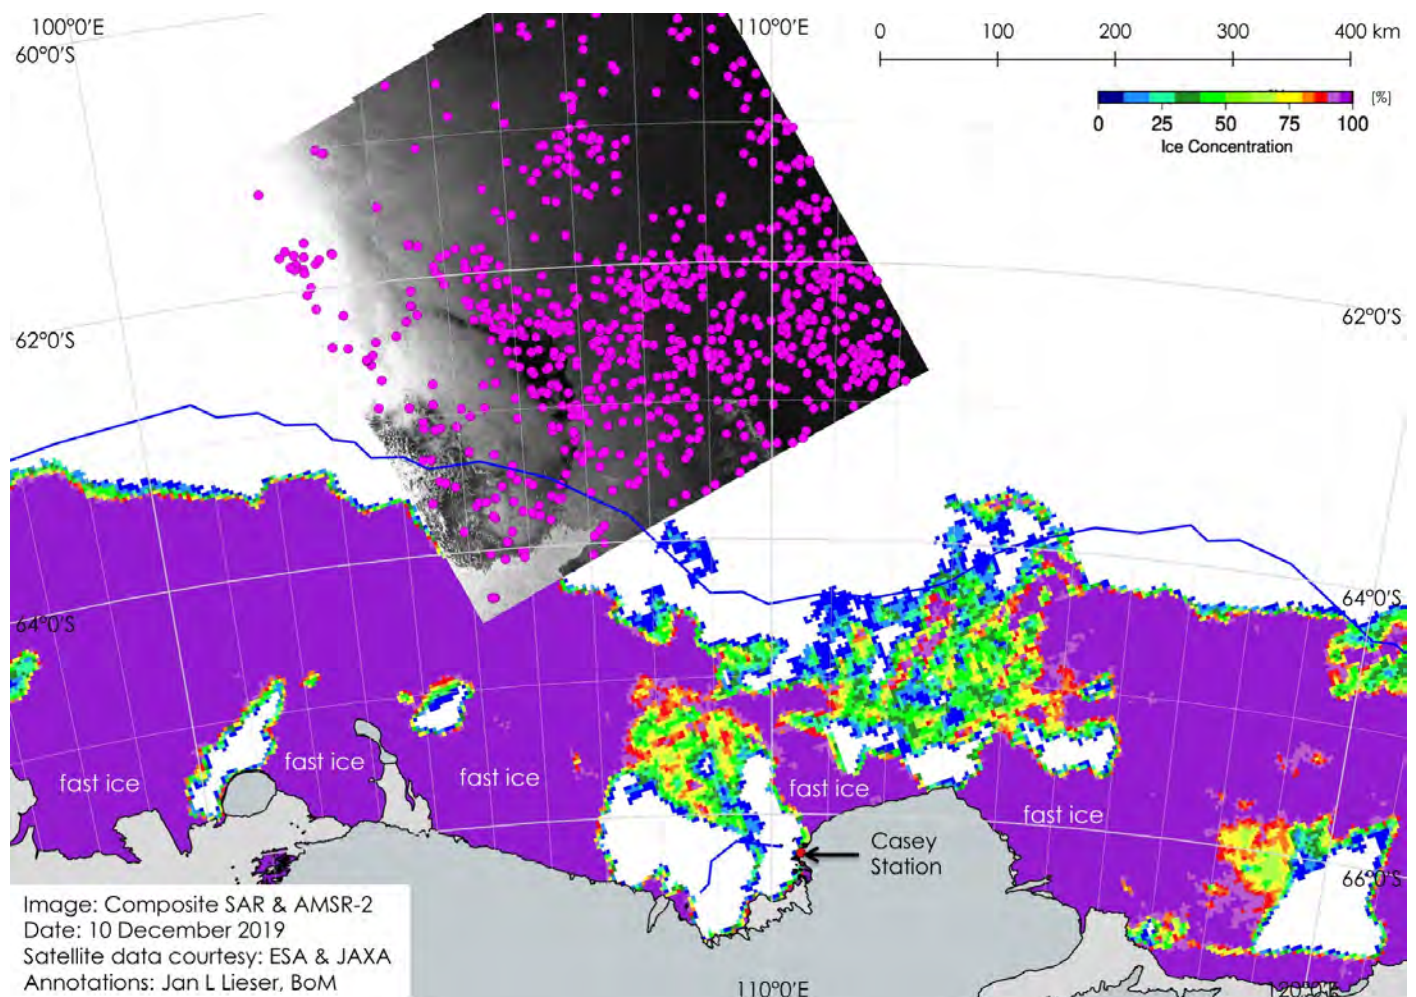 100°0'E
110°0'E
0 100 200 300 400 km
60°0'S
[%]
0 25 50 75 100
Ice Concentration
62°0'S
62°0'S
64°0'S
64°0'S
fast ice
fast ice
fast ice
fast ice
fast ice
Casey
Station
66°0'S
Image: Composite SAR & AMSR-2
Date: 10 December 2019
Satellite data courtesy: ESA & JAXA
Annotations: Jan L Lieser, BoM
110°0'E
120°0'E